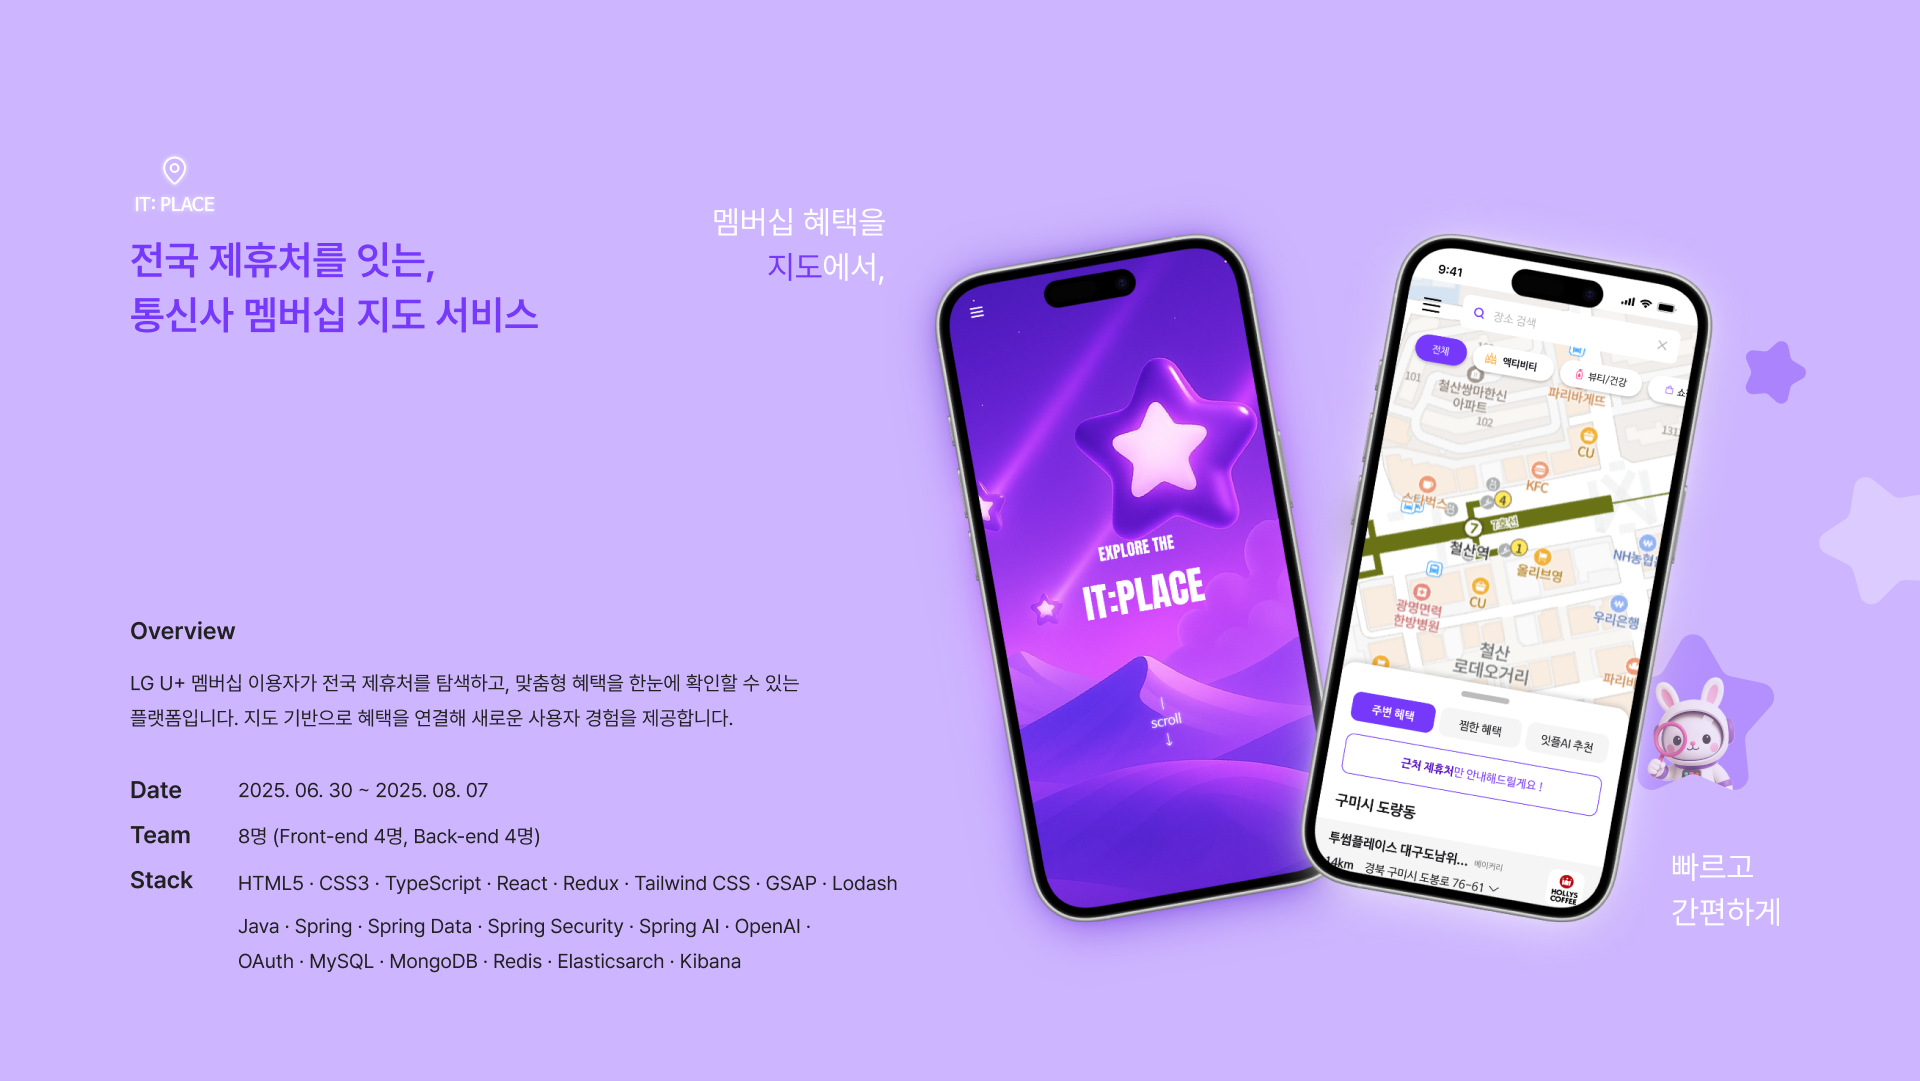 IT: PLACE
전국 제휴처를 잇는,
통신사 멤버십 지도 서비스
멤버십 혜택을
지도에서,
Overview
LG U+ 멤버십 이용자가 전국 제휴처를 탐색하고, 맞춤형 혜택을 한눈에 확인할 수 있는
플랫폼입니다. 지도 기반으로 혜택을 연결해 새로운 사용자 경험을 제공합니다.
Date 2025. 06. 30 ~ 2025. 08. 07
Team 8명 (Front-end 4명, Back-end 4명)
Stack HTML5 · CSS3 · TypeScript · React · Redux · Tailwind CSS · GSAP · Lodash
Java · Spring · Spring Data · Spring Security · Spring AI · OpenAI ·
OAuth · MySQL · MongoDB · Redis · Elasticsarch · Kibana
EXPLORE THE
IT:PLACE
scroll
9:41
장소 검색
전체 액티비티 뷰티/건강 쇼
101
철산쌍마한신
아파트
102
파리바게뜨
131
CU
KFC
스타벅스
4
7 7호선
철산역 1
올리브영
NH농협
CU
광명면력
한방병원
우리은행
철산
로데오거리
파리바
주변 혜택 찜한 혜택 잇플AI 추천
근처 제휴처만 안내해드릴게요 !
구미시 도량동
투썸플레이스 대구도남위... 베이커리
14km 경북 구미시 도봉로 76-61
HOLLYS
COFFEE
빠르고
간편하게